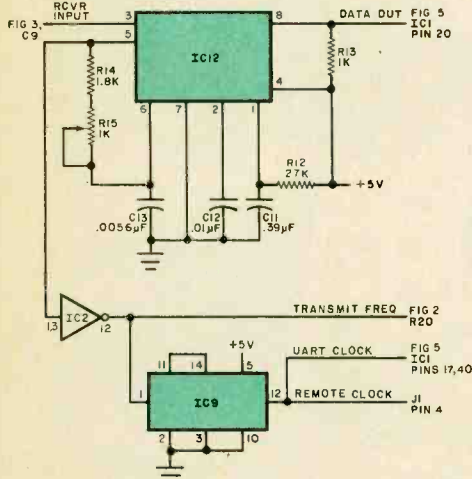 RCVR INPUT
FIG 3, C9
3
5
IC12
8
4
6
7
2
1
DATA OUT
FIG 5
IC1
PIN 20
R13
1K
R14
1.8K
R15
1K
R12
27K
+5V
C13
.0056µF
C12
.01µF
C11
.39µF
IC2
13
12
TRANSMIT FREQ
FIG 2
R20
UART CLOCK
FIG 5
IC1
PINS 17,40
+5V
11
14
5
1
IC9
12
REMOTE CLOCK
J1
PIN 4
2
3
10